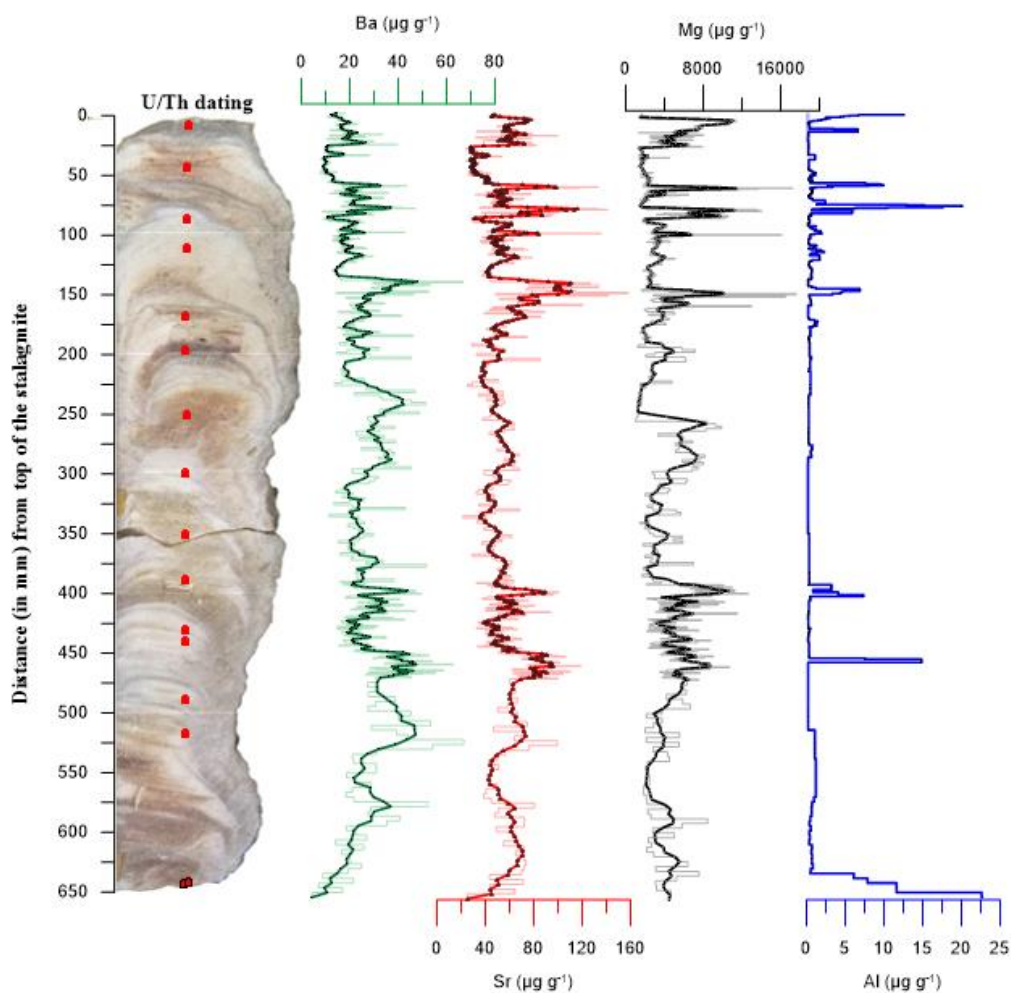 Ba (µg g⁻¹)
Mg (µg g⁻¹)
0 20 40 60 80
0 8000 16000
U/Th dating
0
50
100
150
200
250
300
350
400
450
500
550
600
650
Distance (in mm) from top of the stalagmite
0 40 80 120 160
0 5 10 15 20 25
Sr (µg g⁻¹)
Al (µg g⁻¹)